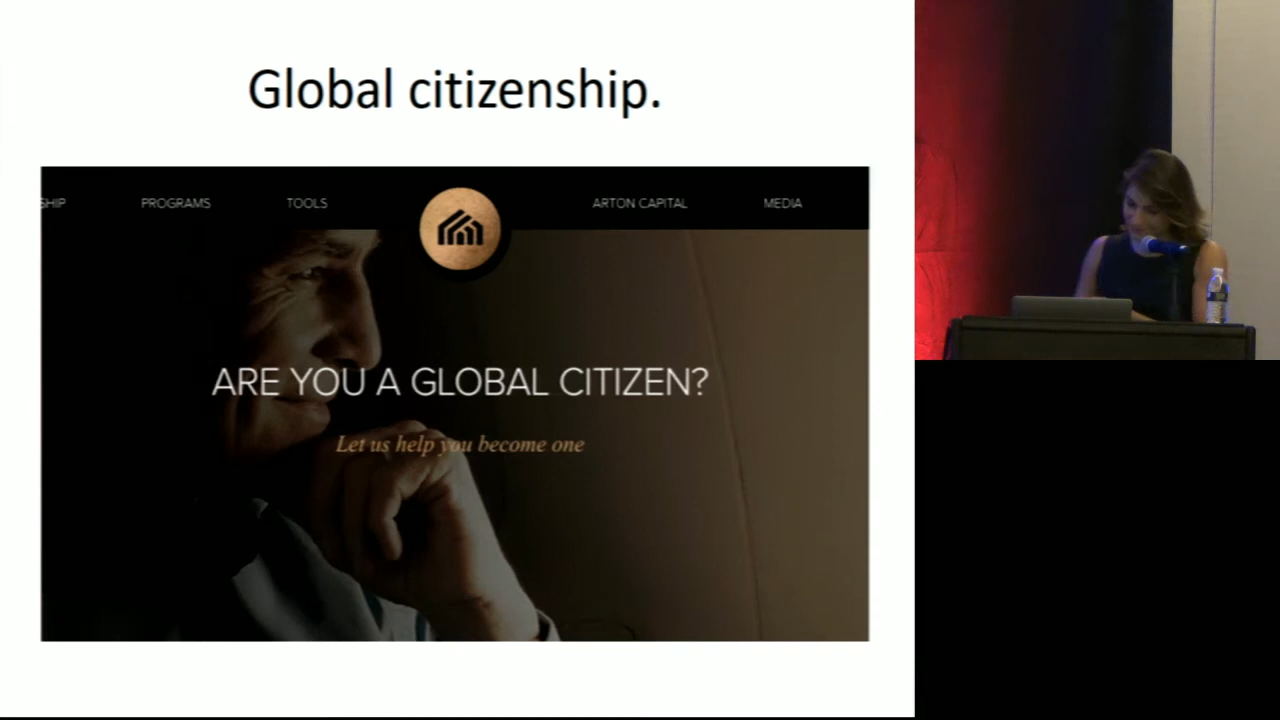 Global citizenship.
SHIP PROGRAMS TOOLS ARTON CAPITAL MEDIA
ARE YOU A GLOBAL CITIZEN?
Let us help you become one